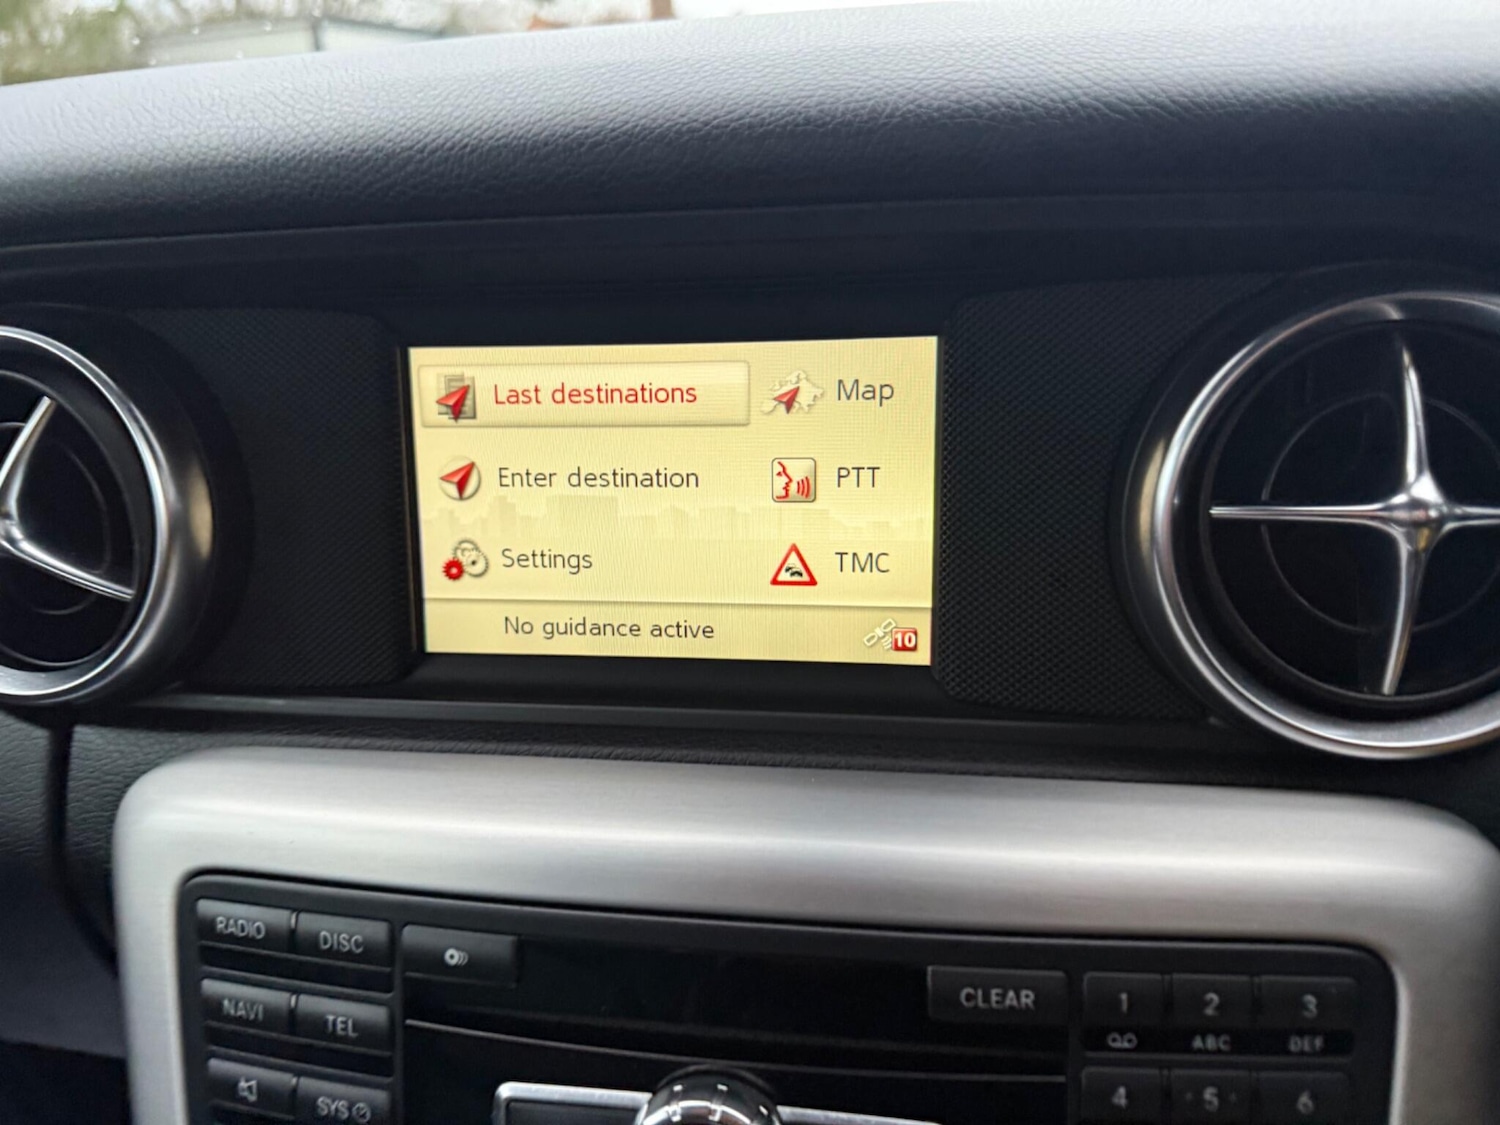 Last destinations
Map
Enter destination
PTT
Settings
TMC
No guidance active
10
RADIO
DISC
NAVI
TEL
SYS
CLEAR
1
2
3
ABC
DEF
4
5
6